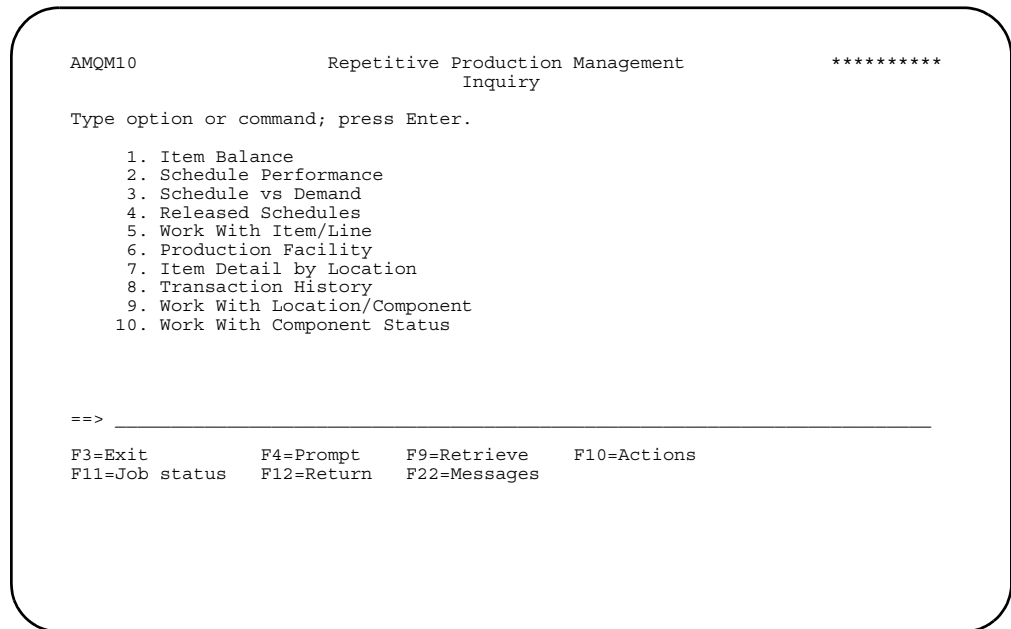 AMQM10 Repetitive Production Management **********
Inquiry
Type option or command; press Enter.
1. Item Balance
2. Schedule Performance
3. Schedule vs Demand
4. Released Schedules
5. Work With Item/Line
6. Production Facility
7. Item Detail by Location
8. Transaction History
9. Work With Location/Component
10. Work With Component Status
==> _________________________________________________________________________
F3=Exit F4=Prompt F9=Retrieve F10=Actions
F11=Job status F12=Return F22=Messages